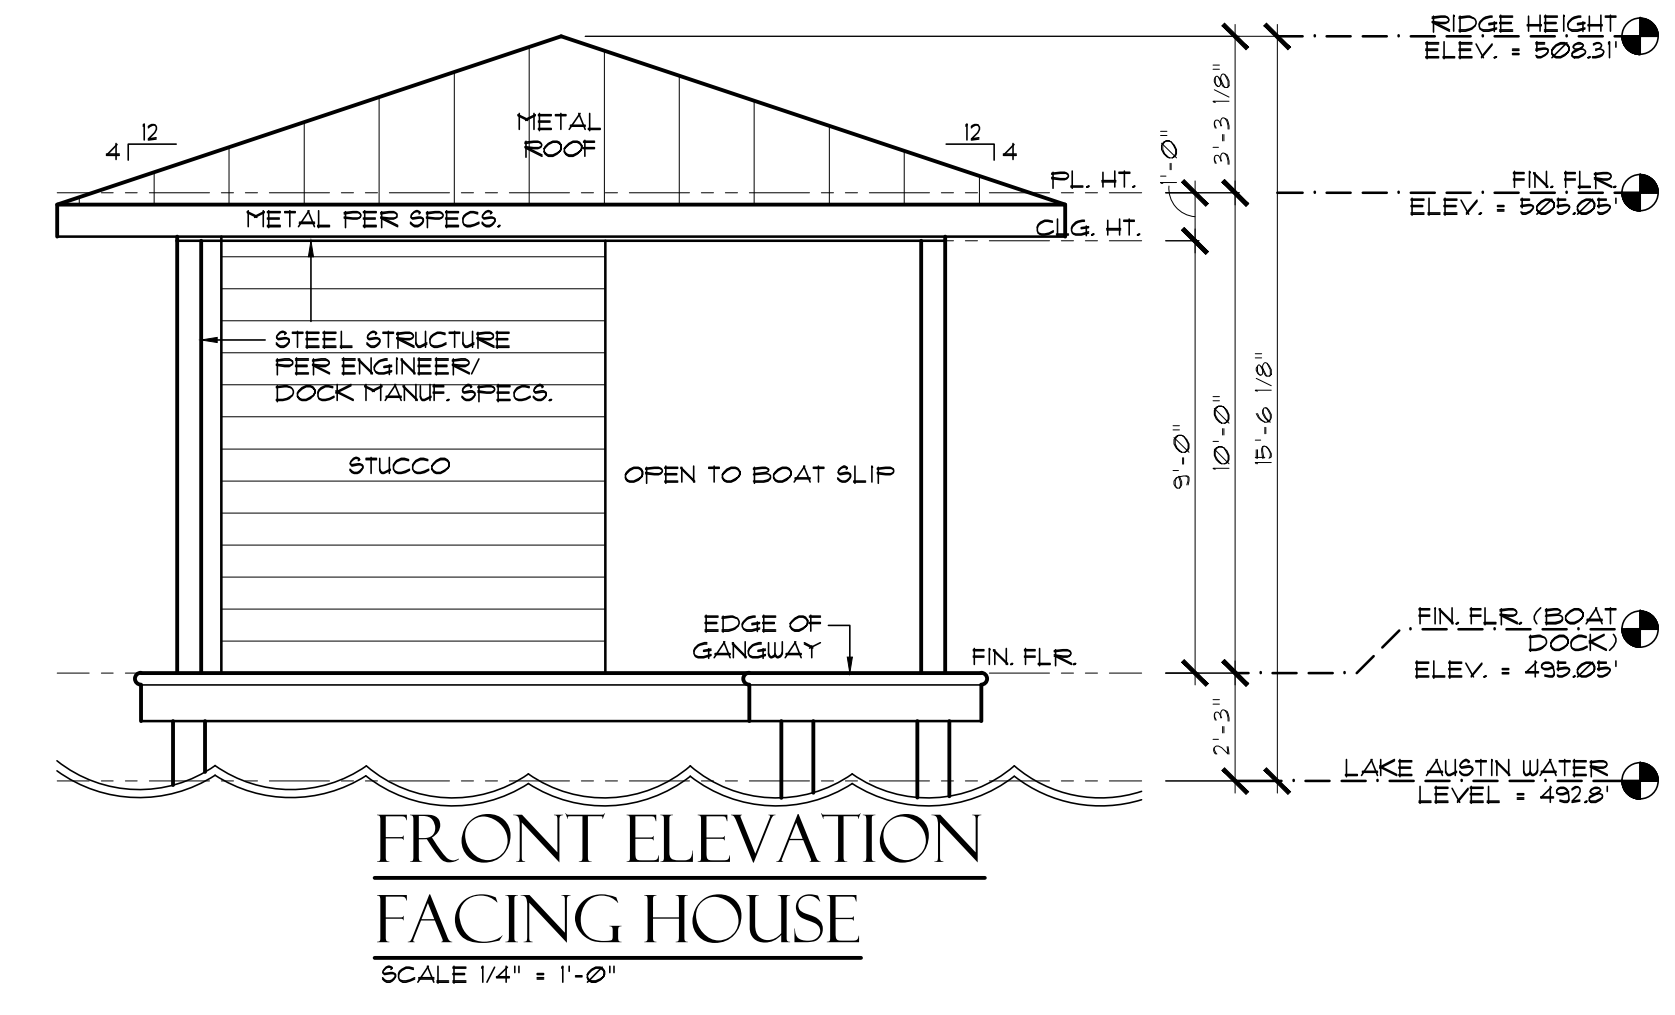 RIDGE HEIGHT
ELEV. = 508.31'
3'-3 1/8"
12
4
METAL
ROOF
12
4
1'-0"
PL. HT.
FIN. FLR.
ELEV. = 505.05'
METAL PER SPECS.
CLG. HT.
STEEL STRUCTURE
PER ENGINEER/
DOCK MANUF. SPECS.
STUCCO
OPEN TO BOAT SLIP
9'-0"
10'-0"
15'-6 1/8"
EDGE OF
GANGWAY
FIN. FLR.
FIN. FLR. (BOAT
DOCK)
ELEV. = 495.05'
2'-3"
LAKE AUSTIN WATER
LEVEL = 492.8'
FRONT ELEVATION
FACING HOUSE
SCALE 1/4" = 1'-0"